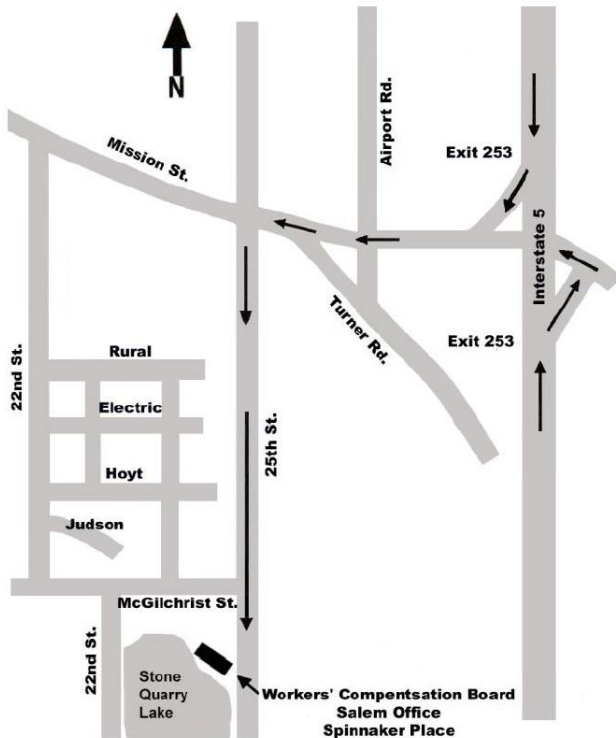 N
Mission St.
Airport Rd.
Exit 253
Interstate 5
Turner Rd.
Exit 253
22nd St.
Rural
Electric
25th St.
Hoyt
Judson
McGilchrist St.
22nd St.
Stone
Quarry
Lake
Workers' Compentsation Board
Salem Office
Spinnaker Place